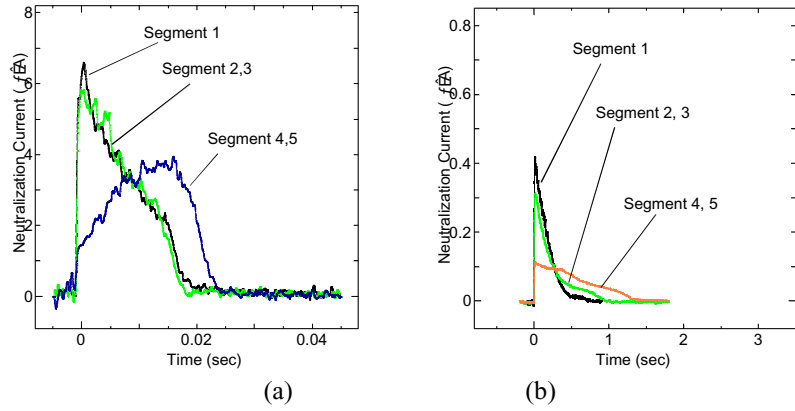 8
6
4
2
0
Neutralization Current ( ƒÊA)
Segment 1
Segment 2,3
Segment 4,5
0
0.02
0.04
Time (sec)
(a)
0.8
0.6
0.4
0.2
0
Neutralization Current ( ƒÊA)
Segment 1
Segment 2, 3
Segment 4, 5
0
1
2
3
Time (sec)
(b)